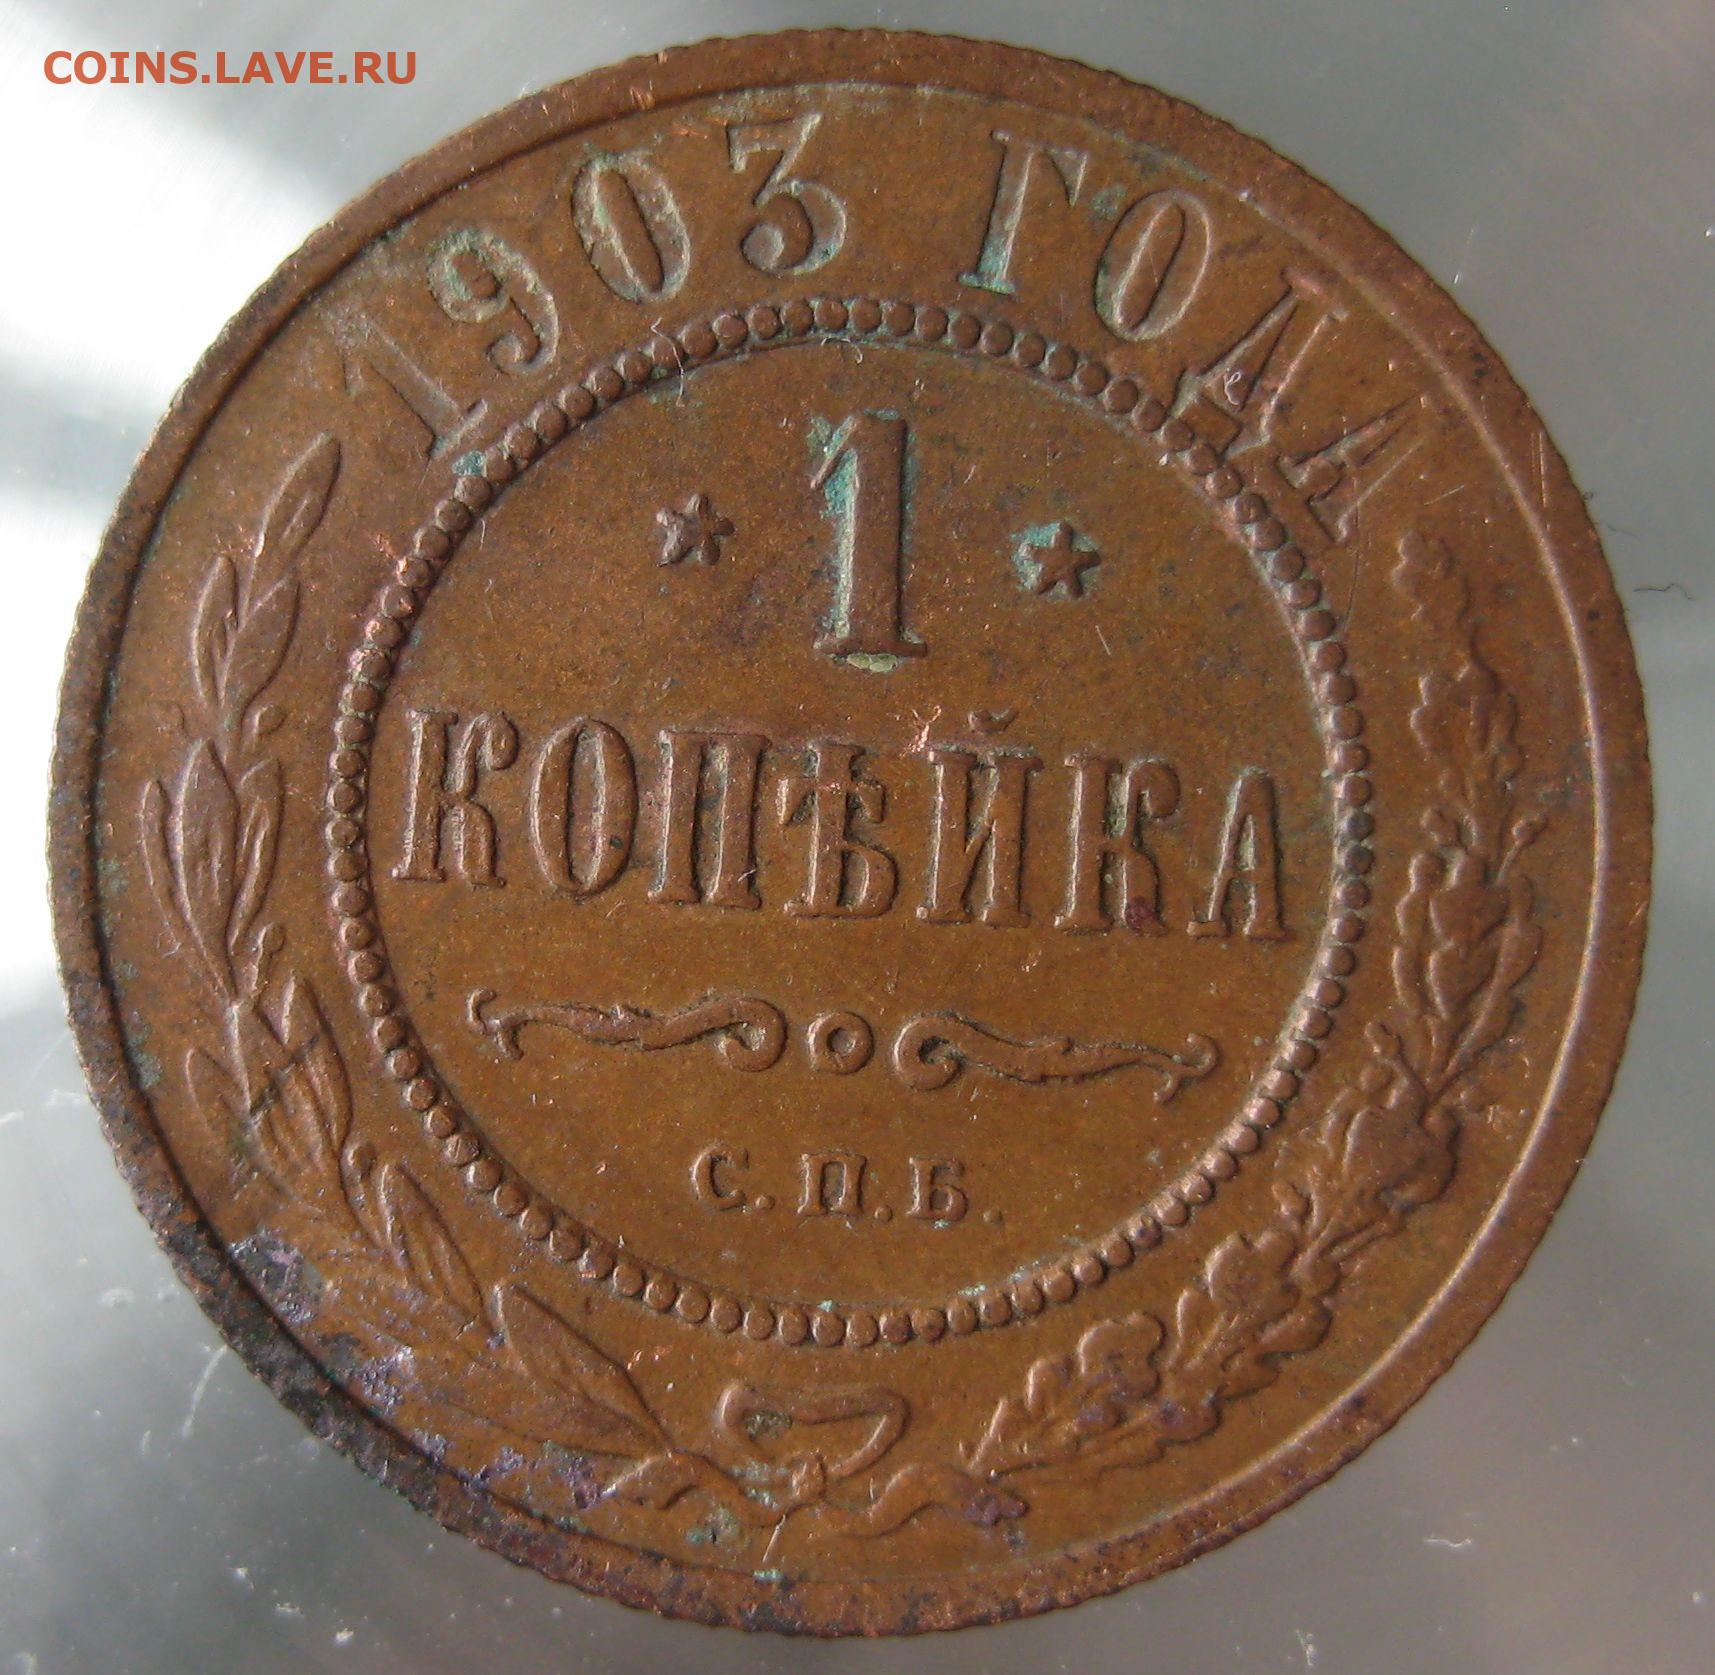 COINS.LAVE.RU
1903 ГОДА
* 1 *
КОПѢЙКА
С.П.Б.